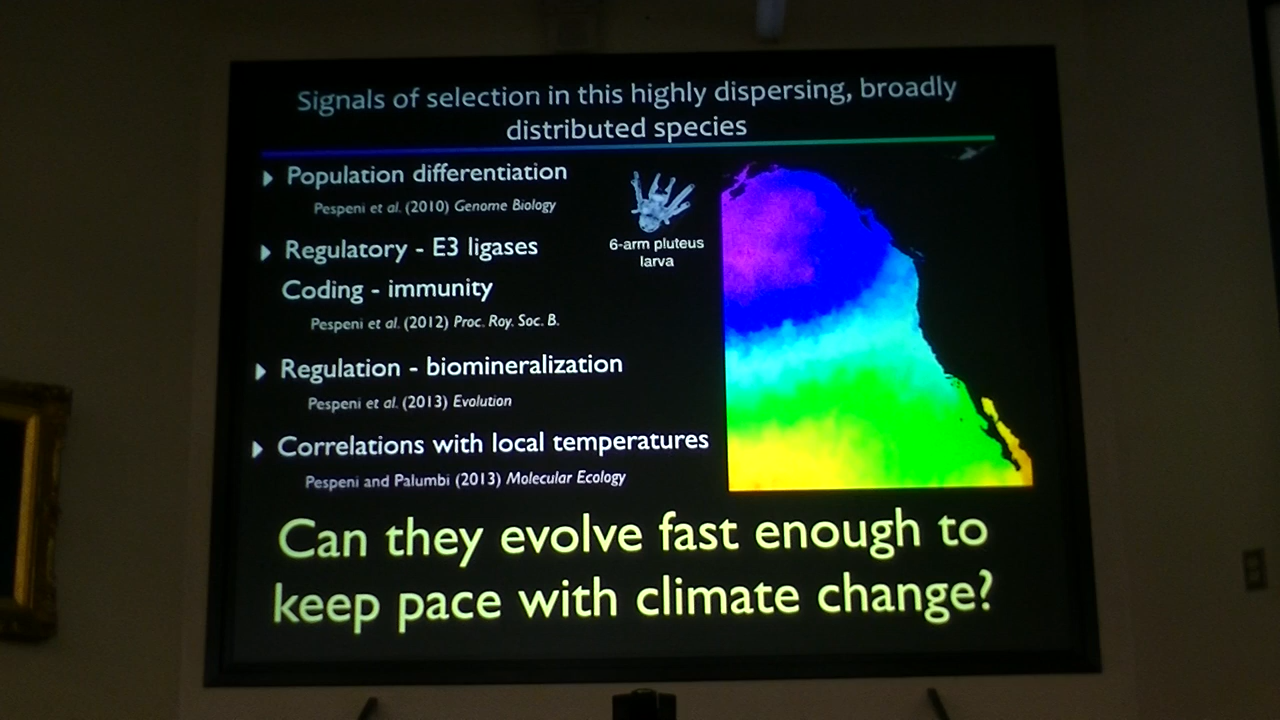 Signals of selection in this highly dispersing, broadly
distributed species
Population differentiation
Pespeni et al. (2010) Genome Biology
6-arm pluteus
larva
Regulatory - E3 ligases
Coding - immunity
Pespeni et al. (2012) Proc. Roy. Soc. B.
Regulation - biomineralization
Pespeni et al. (2013) Evolution
Correlations with local temperatures
Pespeni and Palumbi (2013) Molecular Ecology
Can they evolve fast enough to
keep pace with climate change?